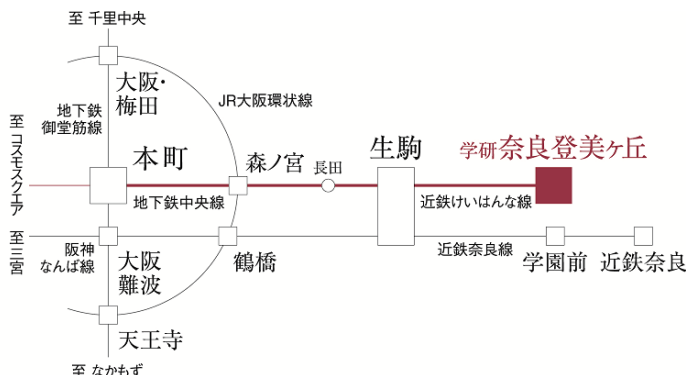 至 千里中央
大阪・
梅田
地下鉄
御堂筋線
JR大阪環状線
至 コスモスクエア
本町
森ノ宮
長田
生駒
学研奈良登美ヶ丘
地下鉄中央線
近鉄けいはんな線
至 三宮
阪神
なんば線
大阪
難波
鶴橋
近鉄奈良線
学園前
近鉄奈良
天王寺
至 なかもず